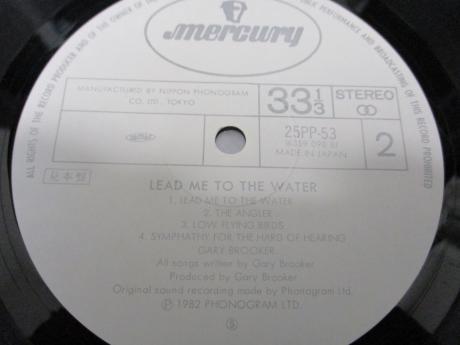 mercury
ALL RIGHTS OF THE RECORD PRODUCER AND OF THE OWNER OF THE
PUBLIC PERFORMANCE AND BROADCASTING OF THIS RECORD PROHIBITED
MANUFACTURED BY NIPPON PHONOGRAM
CO., LTD., TOKYO
33 1/3
STEREO
25PP-53
MADE IN JAPAN
2
見本盤
LEAD ME TO THE WATER
1. LEAD ME TO THE WATER
2. THE ANGLER
3. LOW FLYING BIRDS
4. SYMPHATHY FOR THE HARD OF HEARING
GARY BROOKER
All songs written by Gary Brooker
Produced by Gary Brooker
Original sound recording made by Phonogram Ltd.
Ⓟ 1982 PHONOGRAM LTD.
Ⓢ